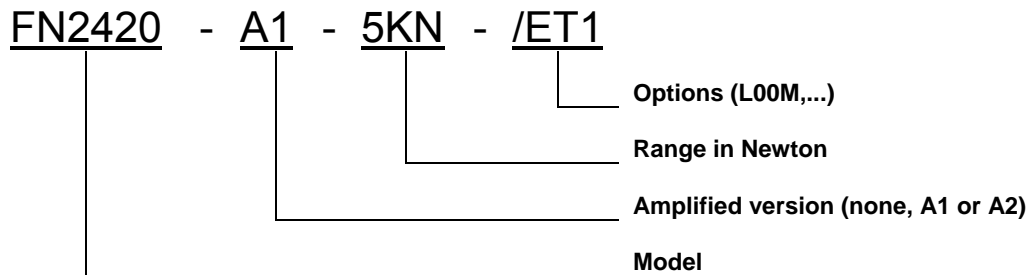 FN2420 - A1 - 5KN - /ET1
Options (L00M,...)
Range in Newton
Amplified version (none, A1 or A2)
Model